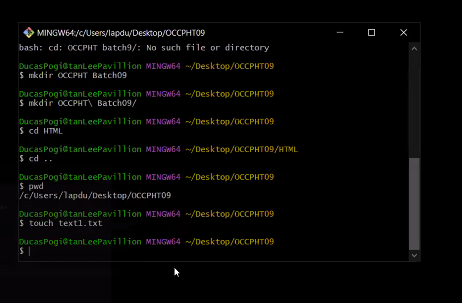 MINGW64:/c/Users/lapdu/Desktop/OCCPHT09
bash: cd: OCCPHT batch9/: No such file or directory
DucasPogi@tanLeePavillion MINGW64 ~/Desktop/OCCPHT09
$ mkdir OCCPHT Batch09
DucasPogi@tanLeePavillion MINGW64 ~/Desktop/OCCPHT09
$ mkdir OCCPHT\ Batch09/
DucasPogi@tanLeePavillion MINGW64 ~/Desktop/OCCPHT09
$ cd HTML
DucasPogi@tanLeePavillion MINGW64 ~/Desktop/OCCPHT09/HTML
$ cd ..
DucasPogi@tanLeePavillion MINGW64 ~/Desktop/OCCPHT09
$ pwd
/c/Users/lapdu/Desktop/OCCPHT09
DucasPogi@tanLeePavillion MINGW64 ~/Desktop/OCCPHT09
$ touch text1.txt
DucasPogi@tanLeePavillion MINGW64 ~/Desktop/OCCPHT09
$